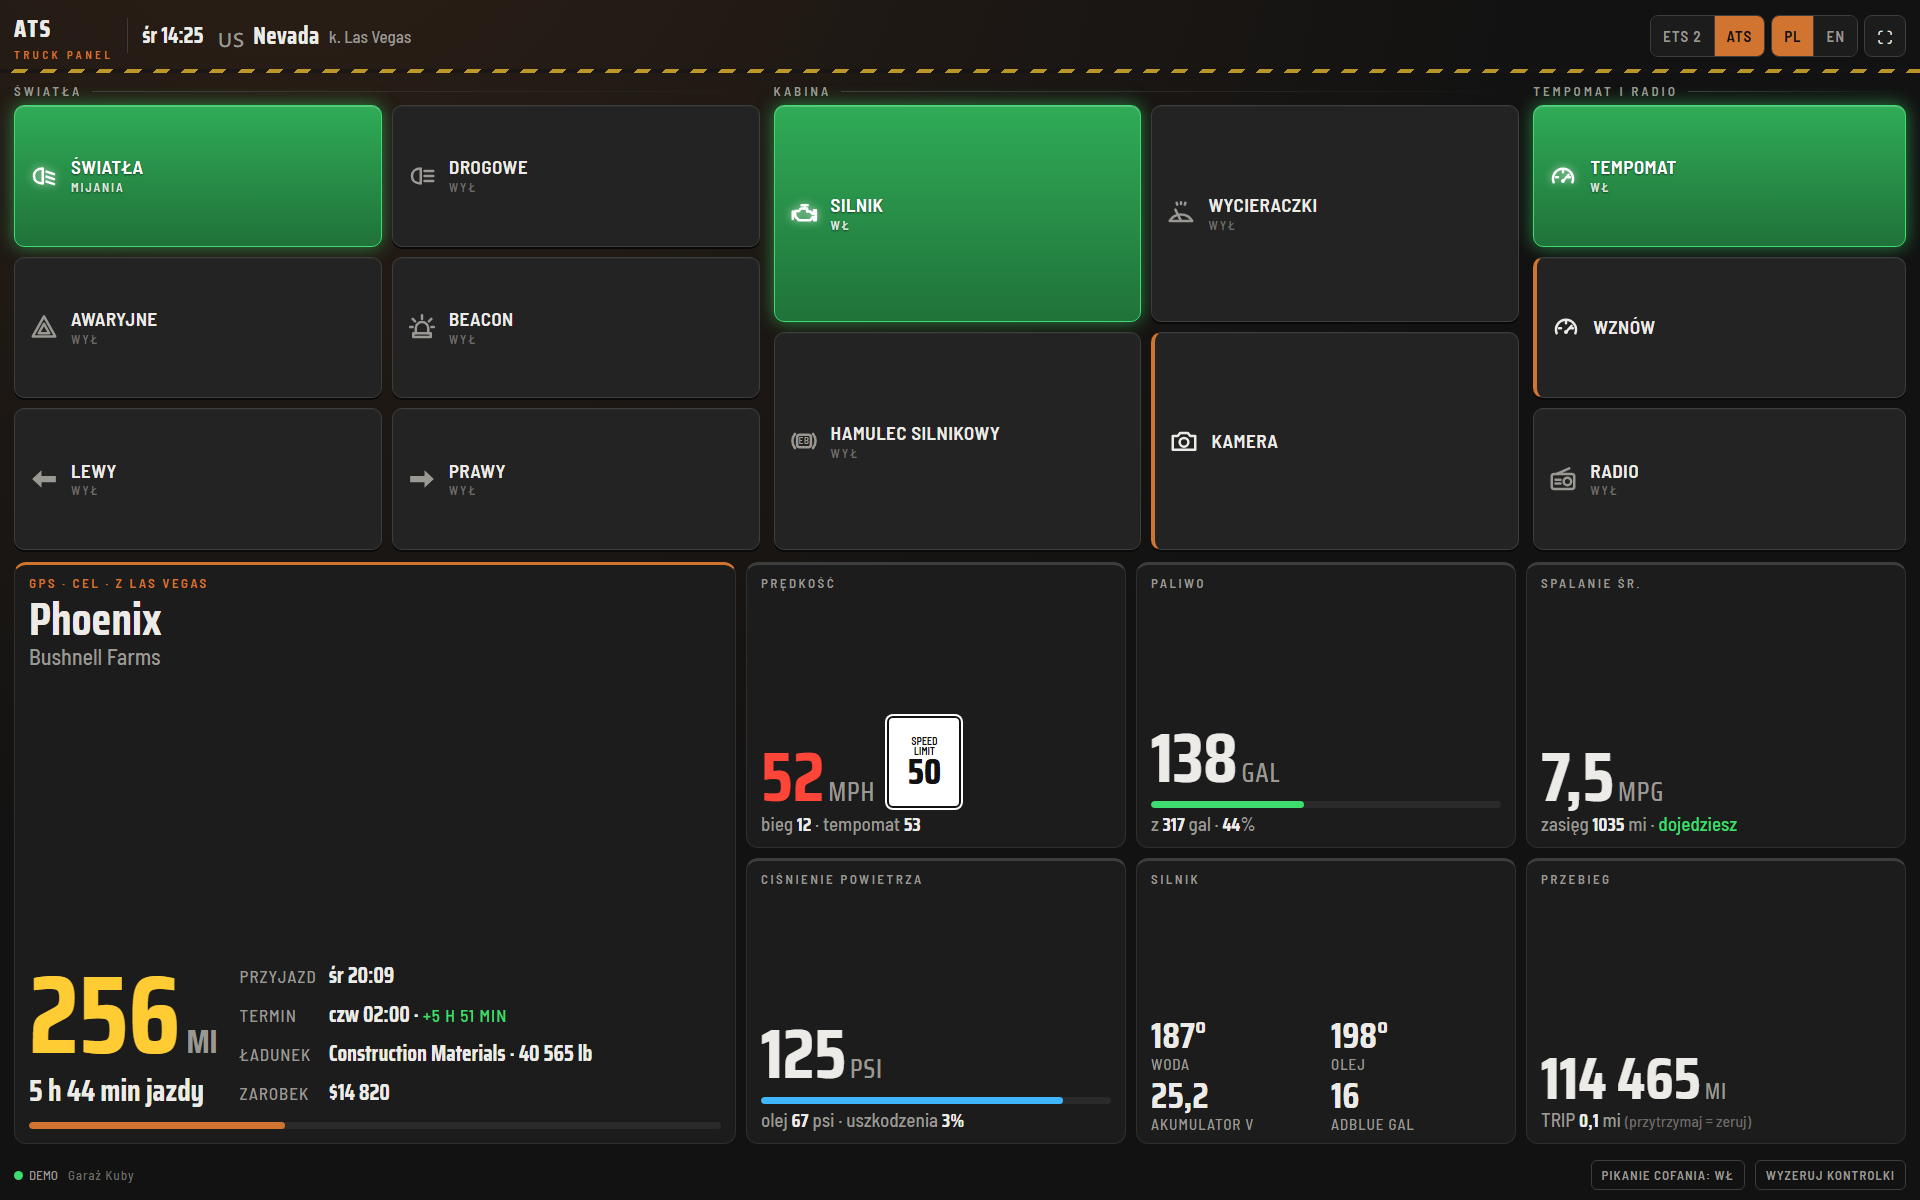 ATS
TRUCK PANEL
śr 14:25 US Nevada k. Las Vegas
ETS 2 ATS PL EN
ŚWIATŁA
KABINA
TEMPOMAT I RADIO
ŚWIATŁA
MIJANIA
DROGOWE
WYŁ
SILNIK
WŁ
WYCIERACZKI
WYŁ
TEMPOMAT
WŁ
AWARYJNE
WYŁ
BEACON
WYŁ
WZNÓW
HAMULEC SILNIKOWY
WYŁ
KAMERA
LEWY
WYŁ
PRAWY
WYŁ
RADIO
WYŁ
GPS · CEL · Z LAS VEGAS
Phoenix
Bushnell Farms
256 MI
5 h 44 min jazdy
PRZYJAZD śr 20:09
TERMIN czw 02:00 · +5 H 51 MIN
ŁADUNEK Construction Materials · 40 565 lb
ZAROBEK $14 820
PRĘDKOŚĆ
52 MPH
SPEED
LIMIT
50
bieg 12 · tempomat 53
PALIWO
138 GAL
z 317 gal · 44%
SPALANIE ŚR.
7,5 MPG
zasięg 1035 mi · dojedziesz
CIŚNIENIE POWIETRZA
125 PSI
olej 67 psi · uszkodzenia 3%
SILNIK
187° 198°
WODA OLEJ
25,2 16
AKUMULATOR V ADBLUE GAL
PRZEBIEG
114 465 MI
TRIP 0,1 mi (przytrzymaj = zeruj)
DEMO Garaż Kuby
PIKANIE COFANIA: WŁ WYZERUJ KONTROLKI